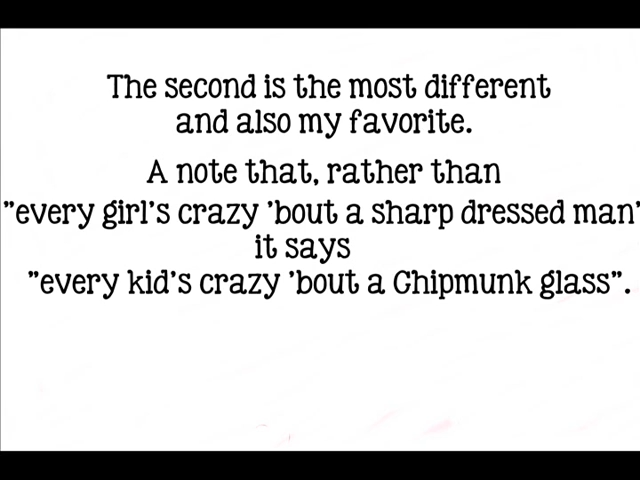 The second is the most different
and also my favorite.
A note that, rather than
"every girl's crazy 'bout a sharp dressed man"
it says
"every kid's crazy 'bout a Chipmunk glass".